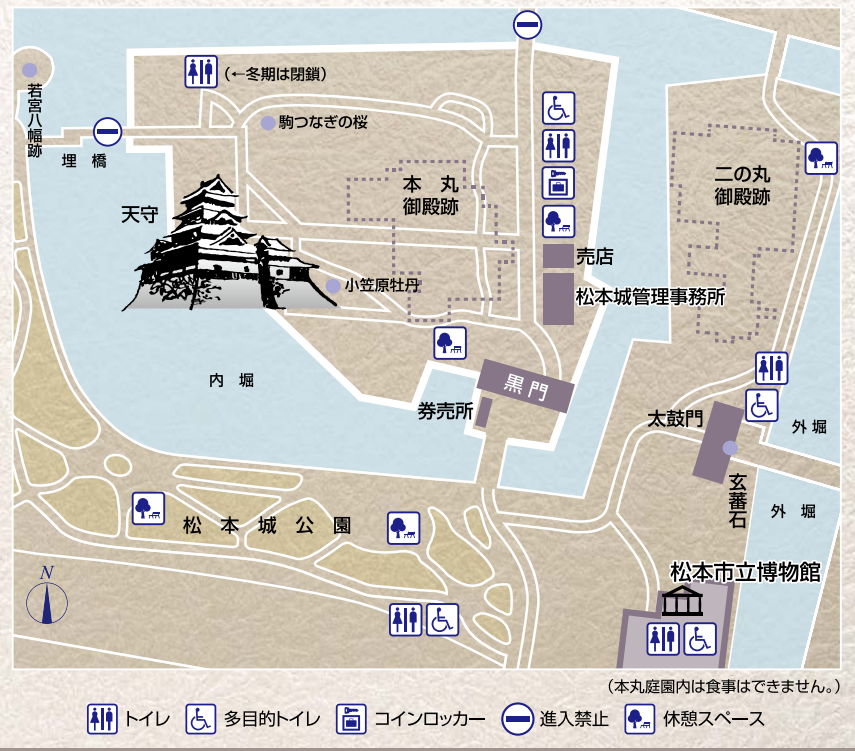 (←冬期は閉鎖)
若宮八幡跡
駒つなぎの桜
埋 橋
本 丸
御殿跡
二の丸
御殿跡
天守
売店
小笠原牡丹
松本城管理事務所
内 堀
黒門
券売所
太鼓門
外 堀
玄蕃石
外 堀
松 本 城 公 園
松本市立博物館
N
(本丸庭園内は食事はできません。)
トイレ
多目的トイレ
コインロッカー
進入禁止
休憩スペース